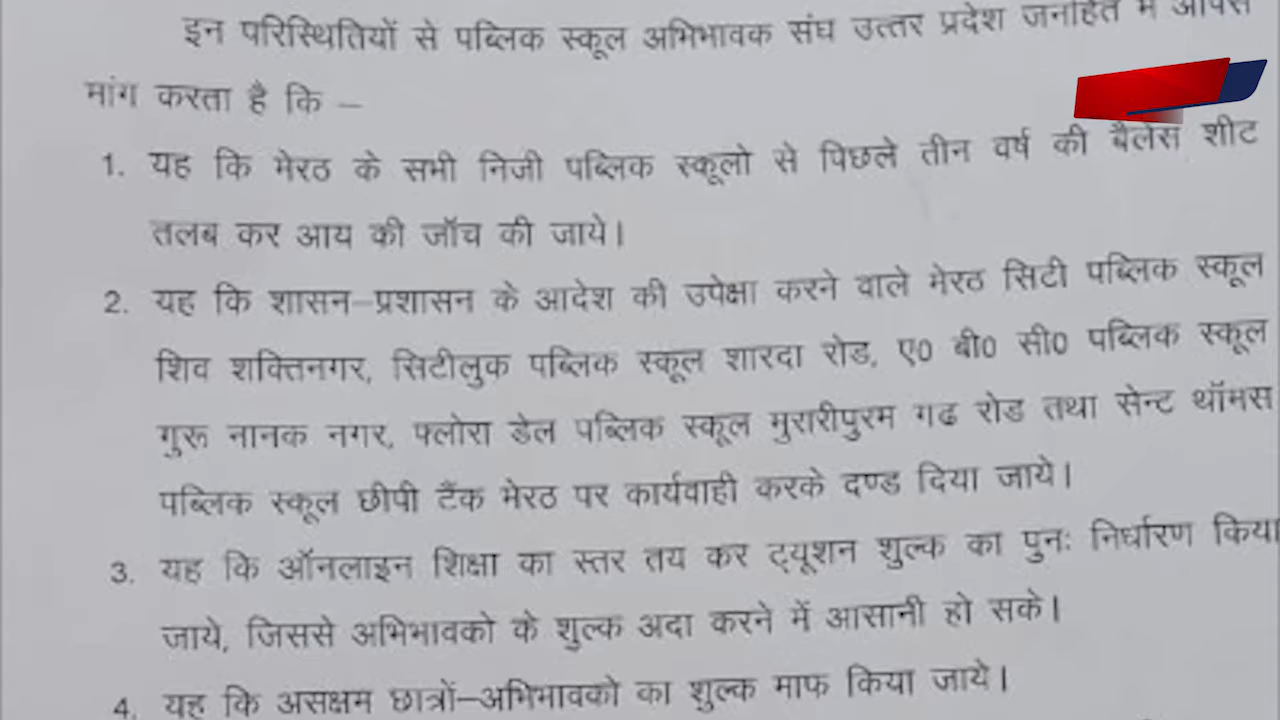 इन परिस्थितियों से पब्लिक स्कूल अभिभावक संघ उत्तर प्रदेश जनहित में आपसे
मांग करता है कि –
1. यह कि मेरठ के सभी निजी पब्लिक स्कूलो से पिछले तीन वर्ष की बैलेंस शीट
तलब कर आय की जॉच की जाये।
2. यह कि शासन–प्रशासन के आदेश की उपेक्षा करने वाले मेरठ सिटी पब्लिक स्कूल
शिव शक्तिनगर, सिटीलुक पब्लिक स्कूल शारदा रोड, ए0 बी0 सी0 पब्लिक स्कूल
गुरू नानक नगर, फ्लोरा डेल पब्लिक स्कूल मुरारीपुरम गढ रोड तथा सेन्ट थॉमस
पब्लिक स्कूल छीपी टैंक मेरठ पर कार्यवाही करके दण्ड दिया जाये।
3. यह कि ऑनलाइन शिक्षा का स्तर तय कर ट्यूशन शुल्क का पुनः निर्धारण किया
जाये, जिससे अभिभावको के शुल्क अदा करने में आसानी हो सके।
4. यह कि असक्षम छात्रों–अभिभावको का शुल्क माफ किया जाये।